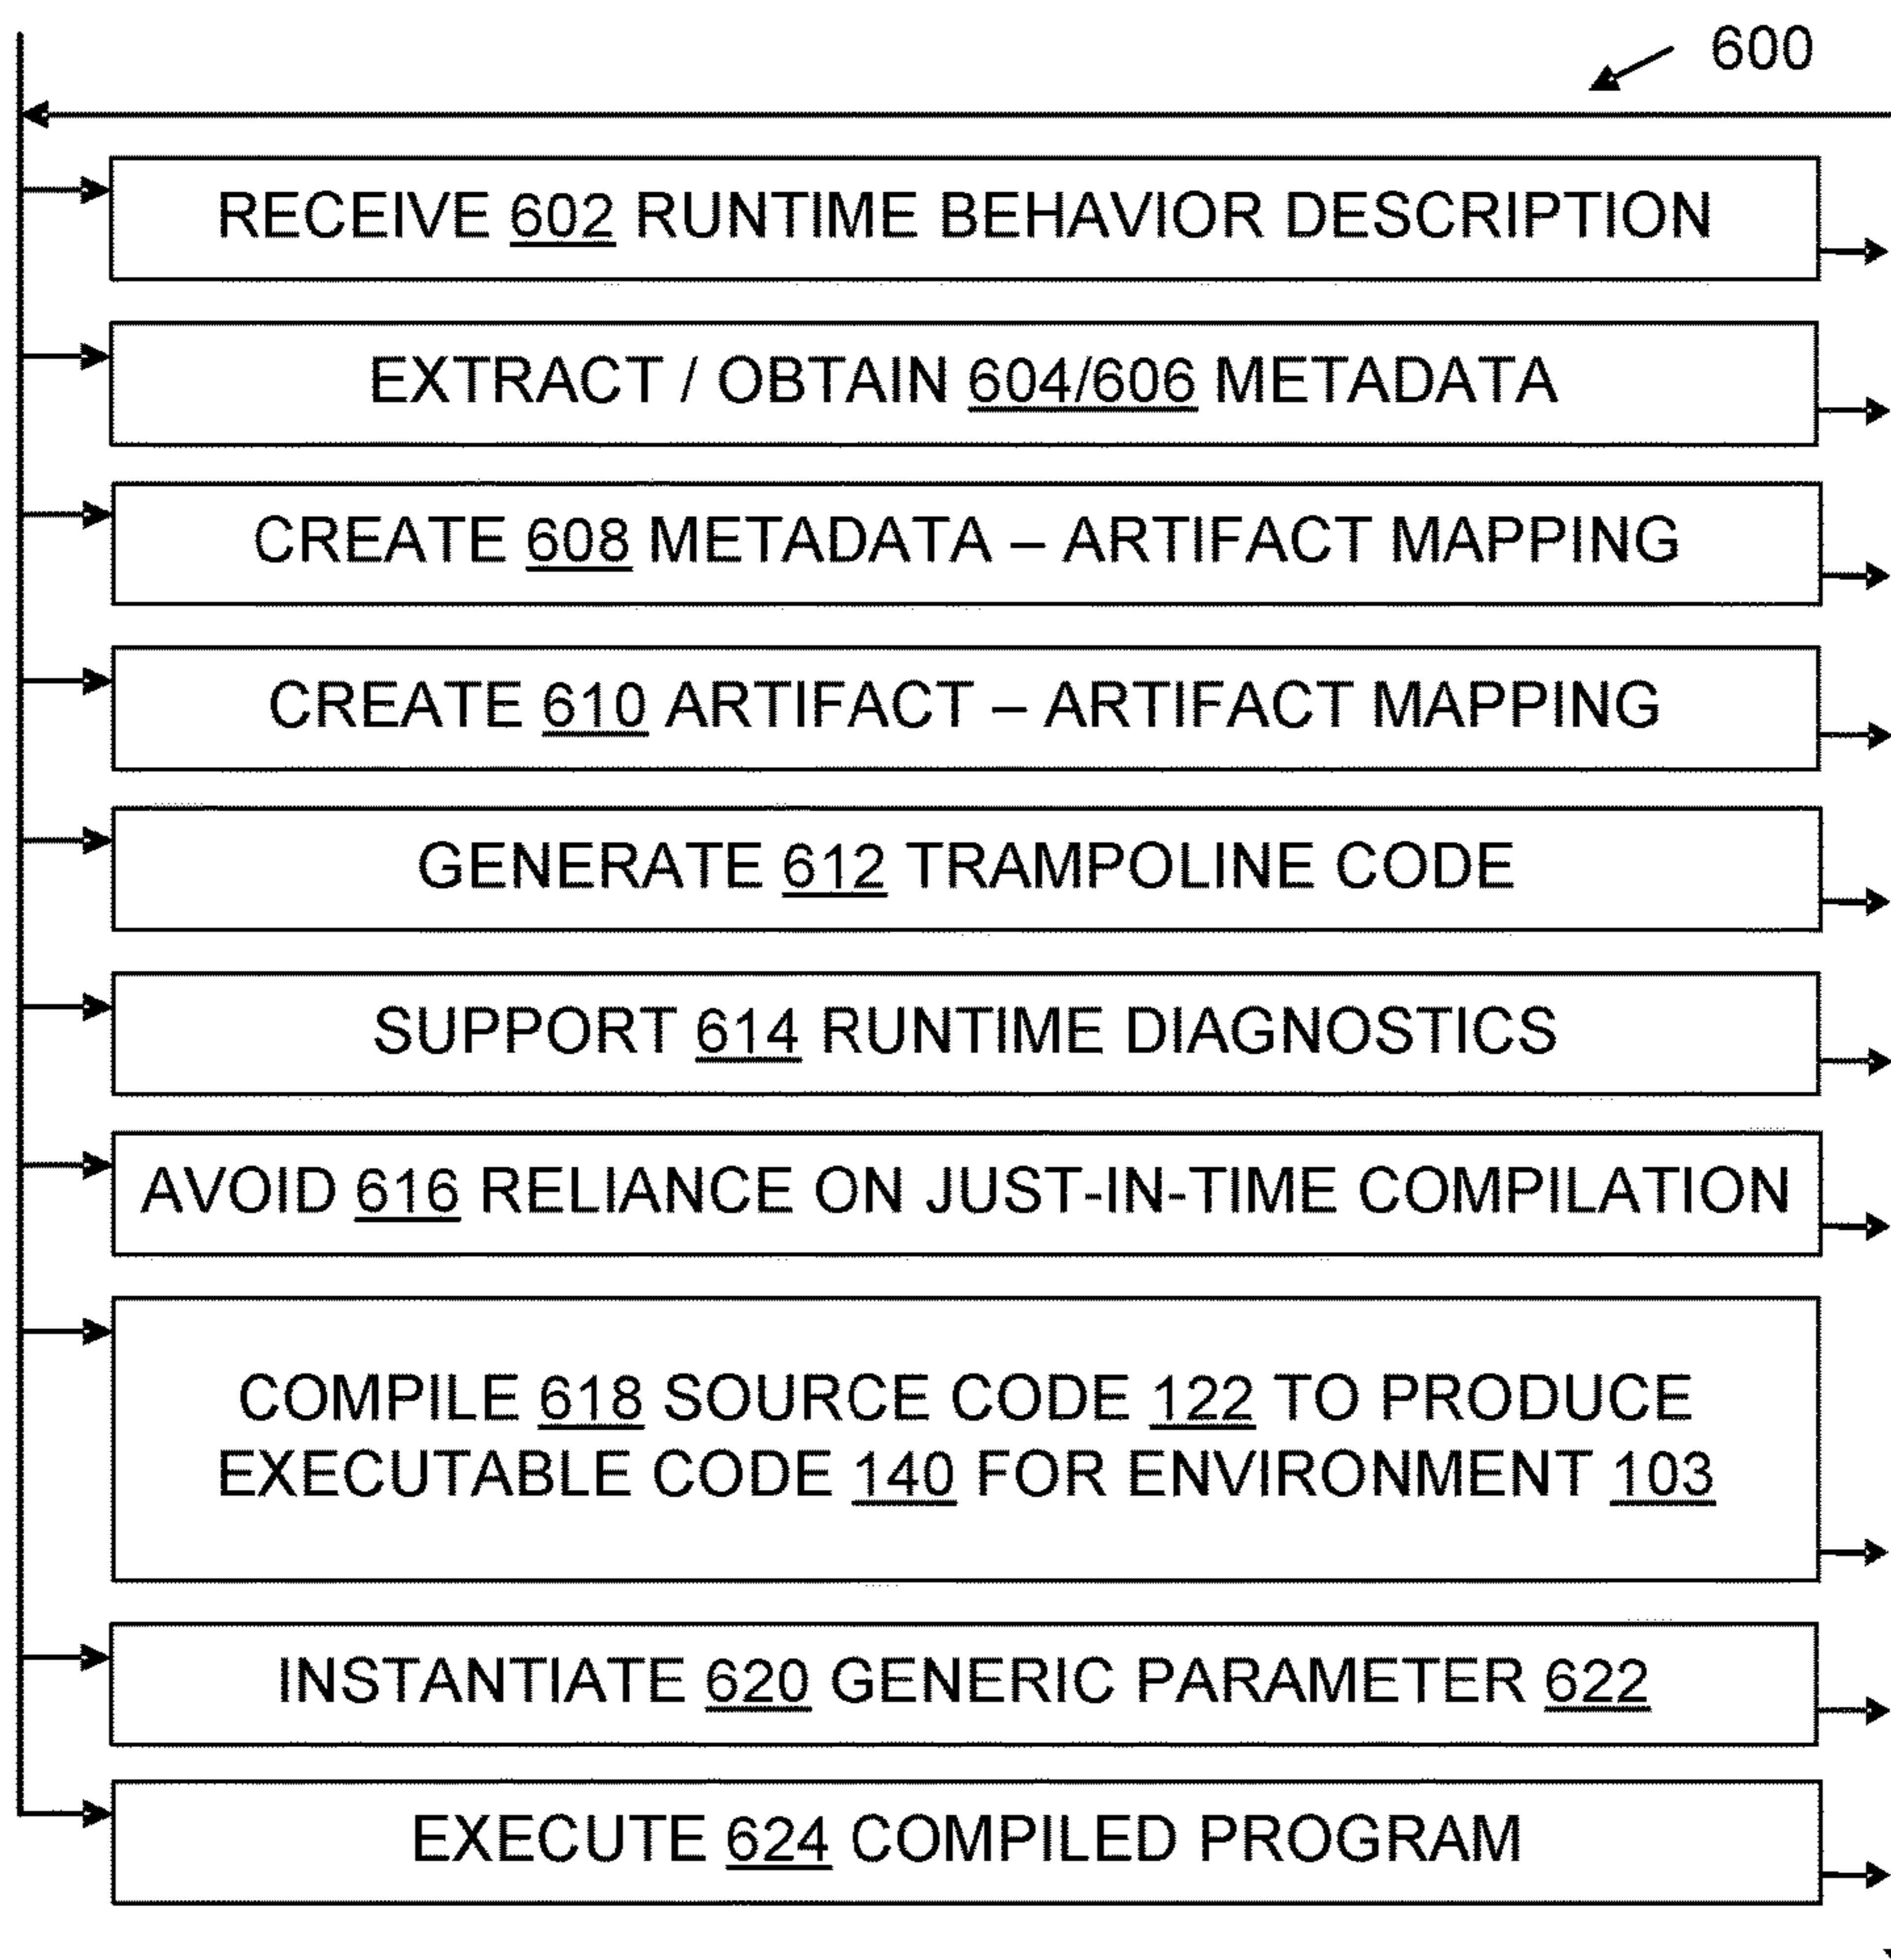 600
RECEIVE 602 RUNTIME BEHAVIOR DESCRIPTION
EXTRACT / OBTAIN 604/606 METADATA
CREATE 608 METADATA – ARTIFACT MAPPING
CREATE 610 ARTIFACT – ARTIFACT MAPPING
GENERATE 612 TRAMPOLINE CODE
SUPPORT 614 RUNTIME DIAGNOSTICS
AVOID 616 RELIANCE ON JUST-IN-TIME COMPILATION
COMPILE 618 SOURCE CODE 122 TO PRODUCE
EXECUTABLE CODE 140 FOR ENVIRONMENT 103
INSTANTIATE 620 GENERIC PARAMETER 622
EXECUTE 624 COMPILED PROGRAM